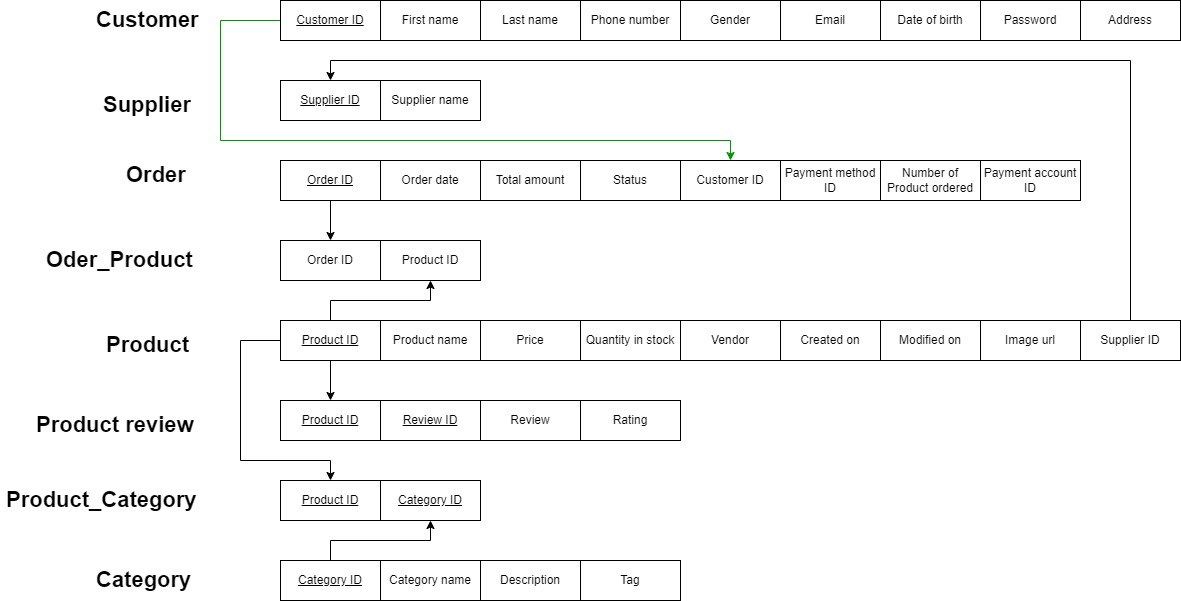 Customer
Customer ID First name Last name Phone number Gender Email Date of birth Password Address
Supplier
Supplier ID Supplier name
Order
Order ID Order date Total amount Status Customer ID Payment method ID Number of Product ordered Payment account ID
Oder_Product
Order ID Product ID
Product
Product ID Product name Price Quantity in stock Vendor Created on Modified on Image url Supplier ID
Product review
Product ID Review ID Review Rating
Product_Category
Product ID Category ID
Category
Category ID Category name Description Tag